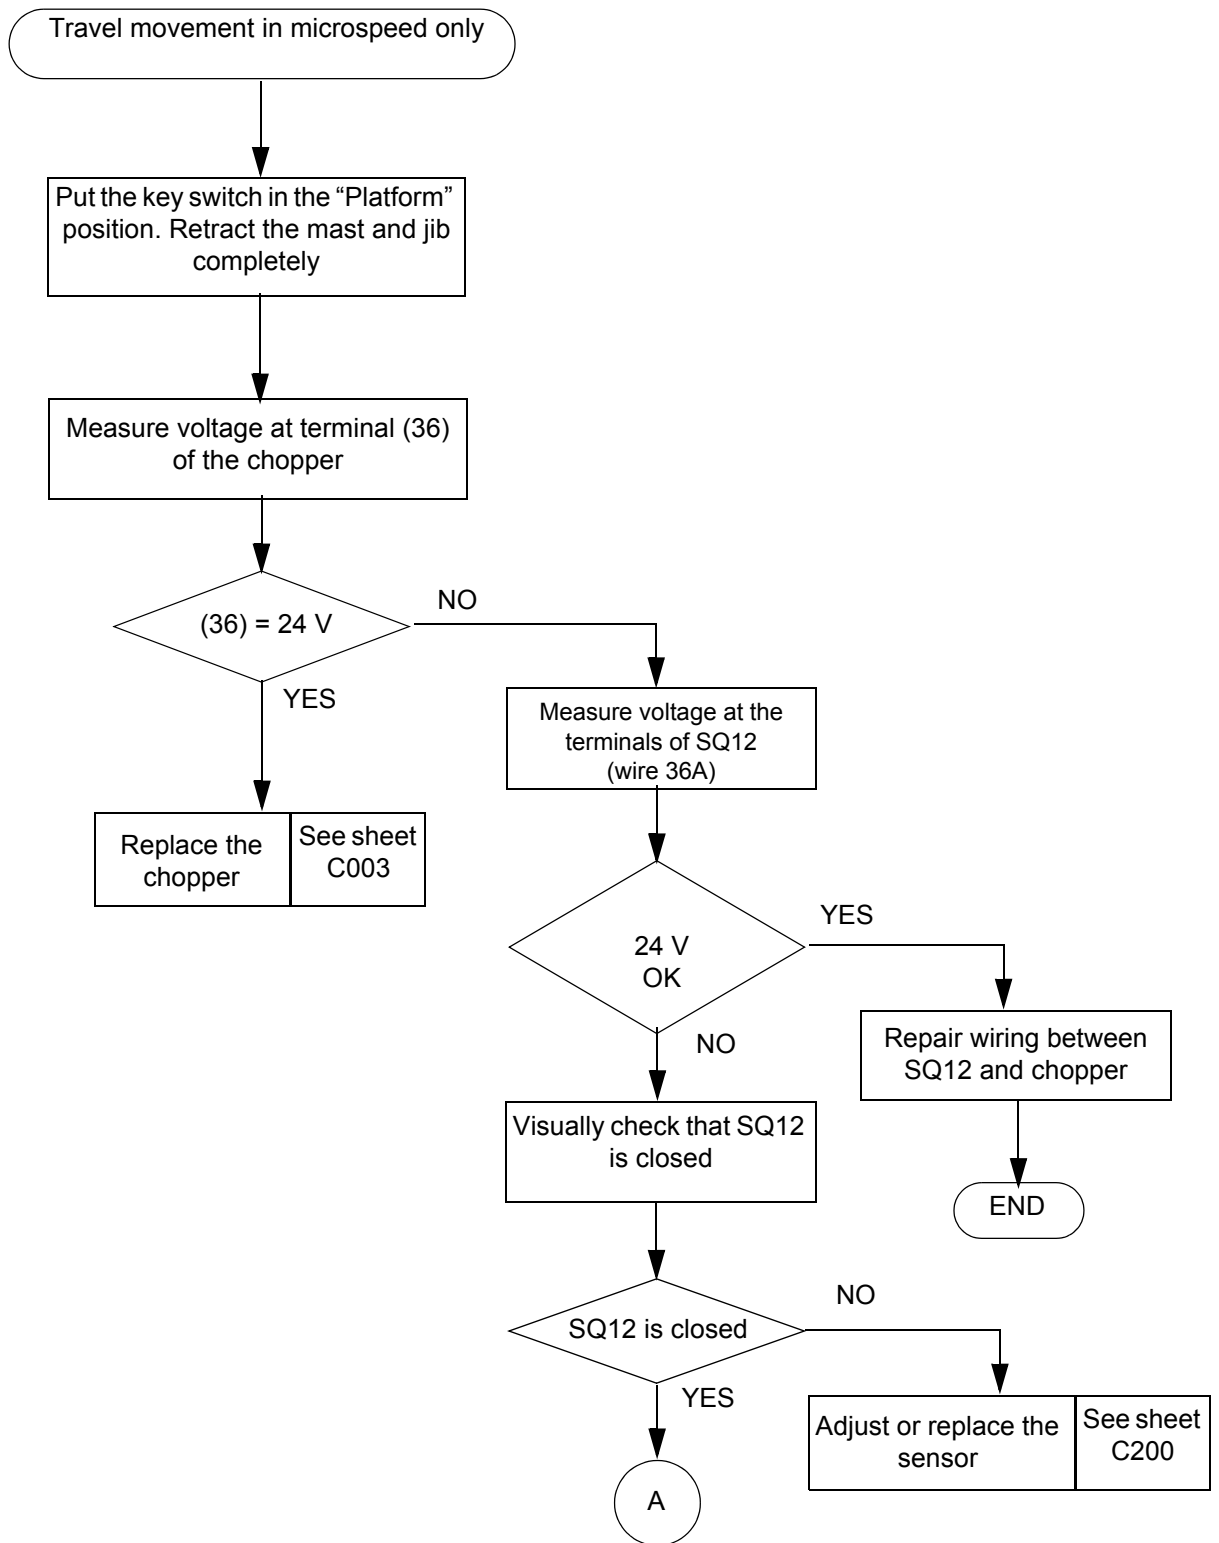 Travel movement in microspeed only
Put the key switch in the “Platform”
position. Retract the mast and jib
completely
Measure voltage at terminal (36)
of the chopper
(36) = 24 V
NO
YES
Measure voltage at the
terminals of SQ12
(wire 36A)
Replace the
chopper
See sheet
C003
24 V
OK
YES
NO
Repair wiring between
SQ12 and chopper
Visually check that SQ12
is closed
END
SQ12 is closed
NO
YES
Adjust or replace the
sensor
See sheet
C200
A